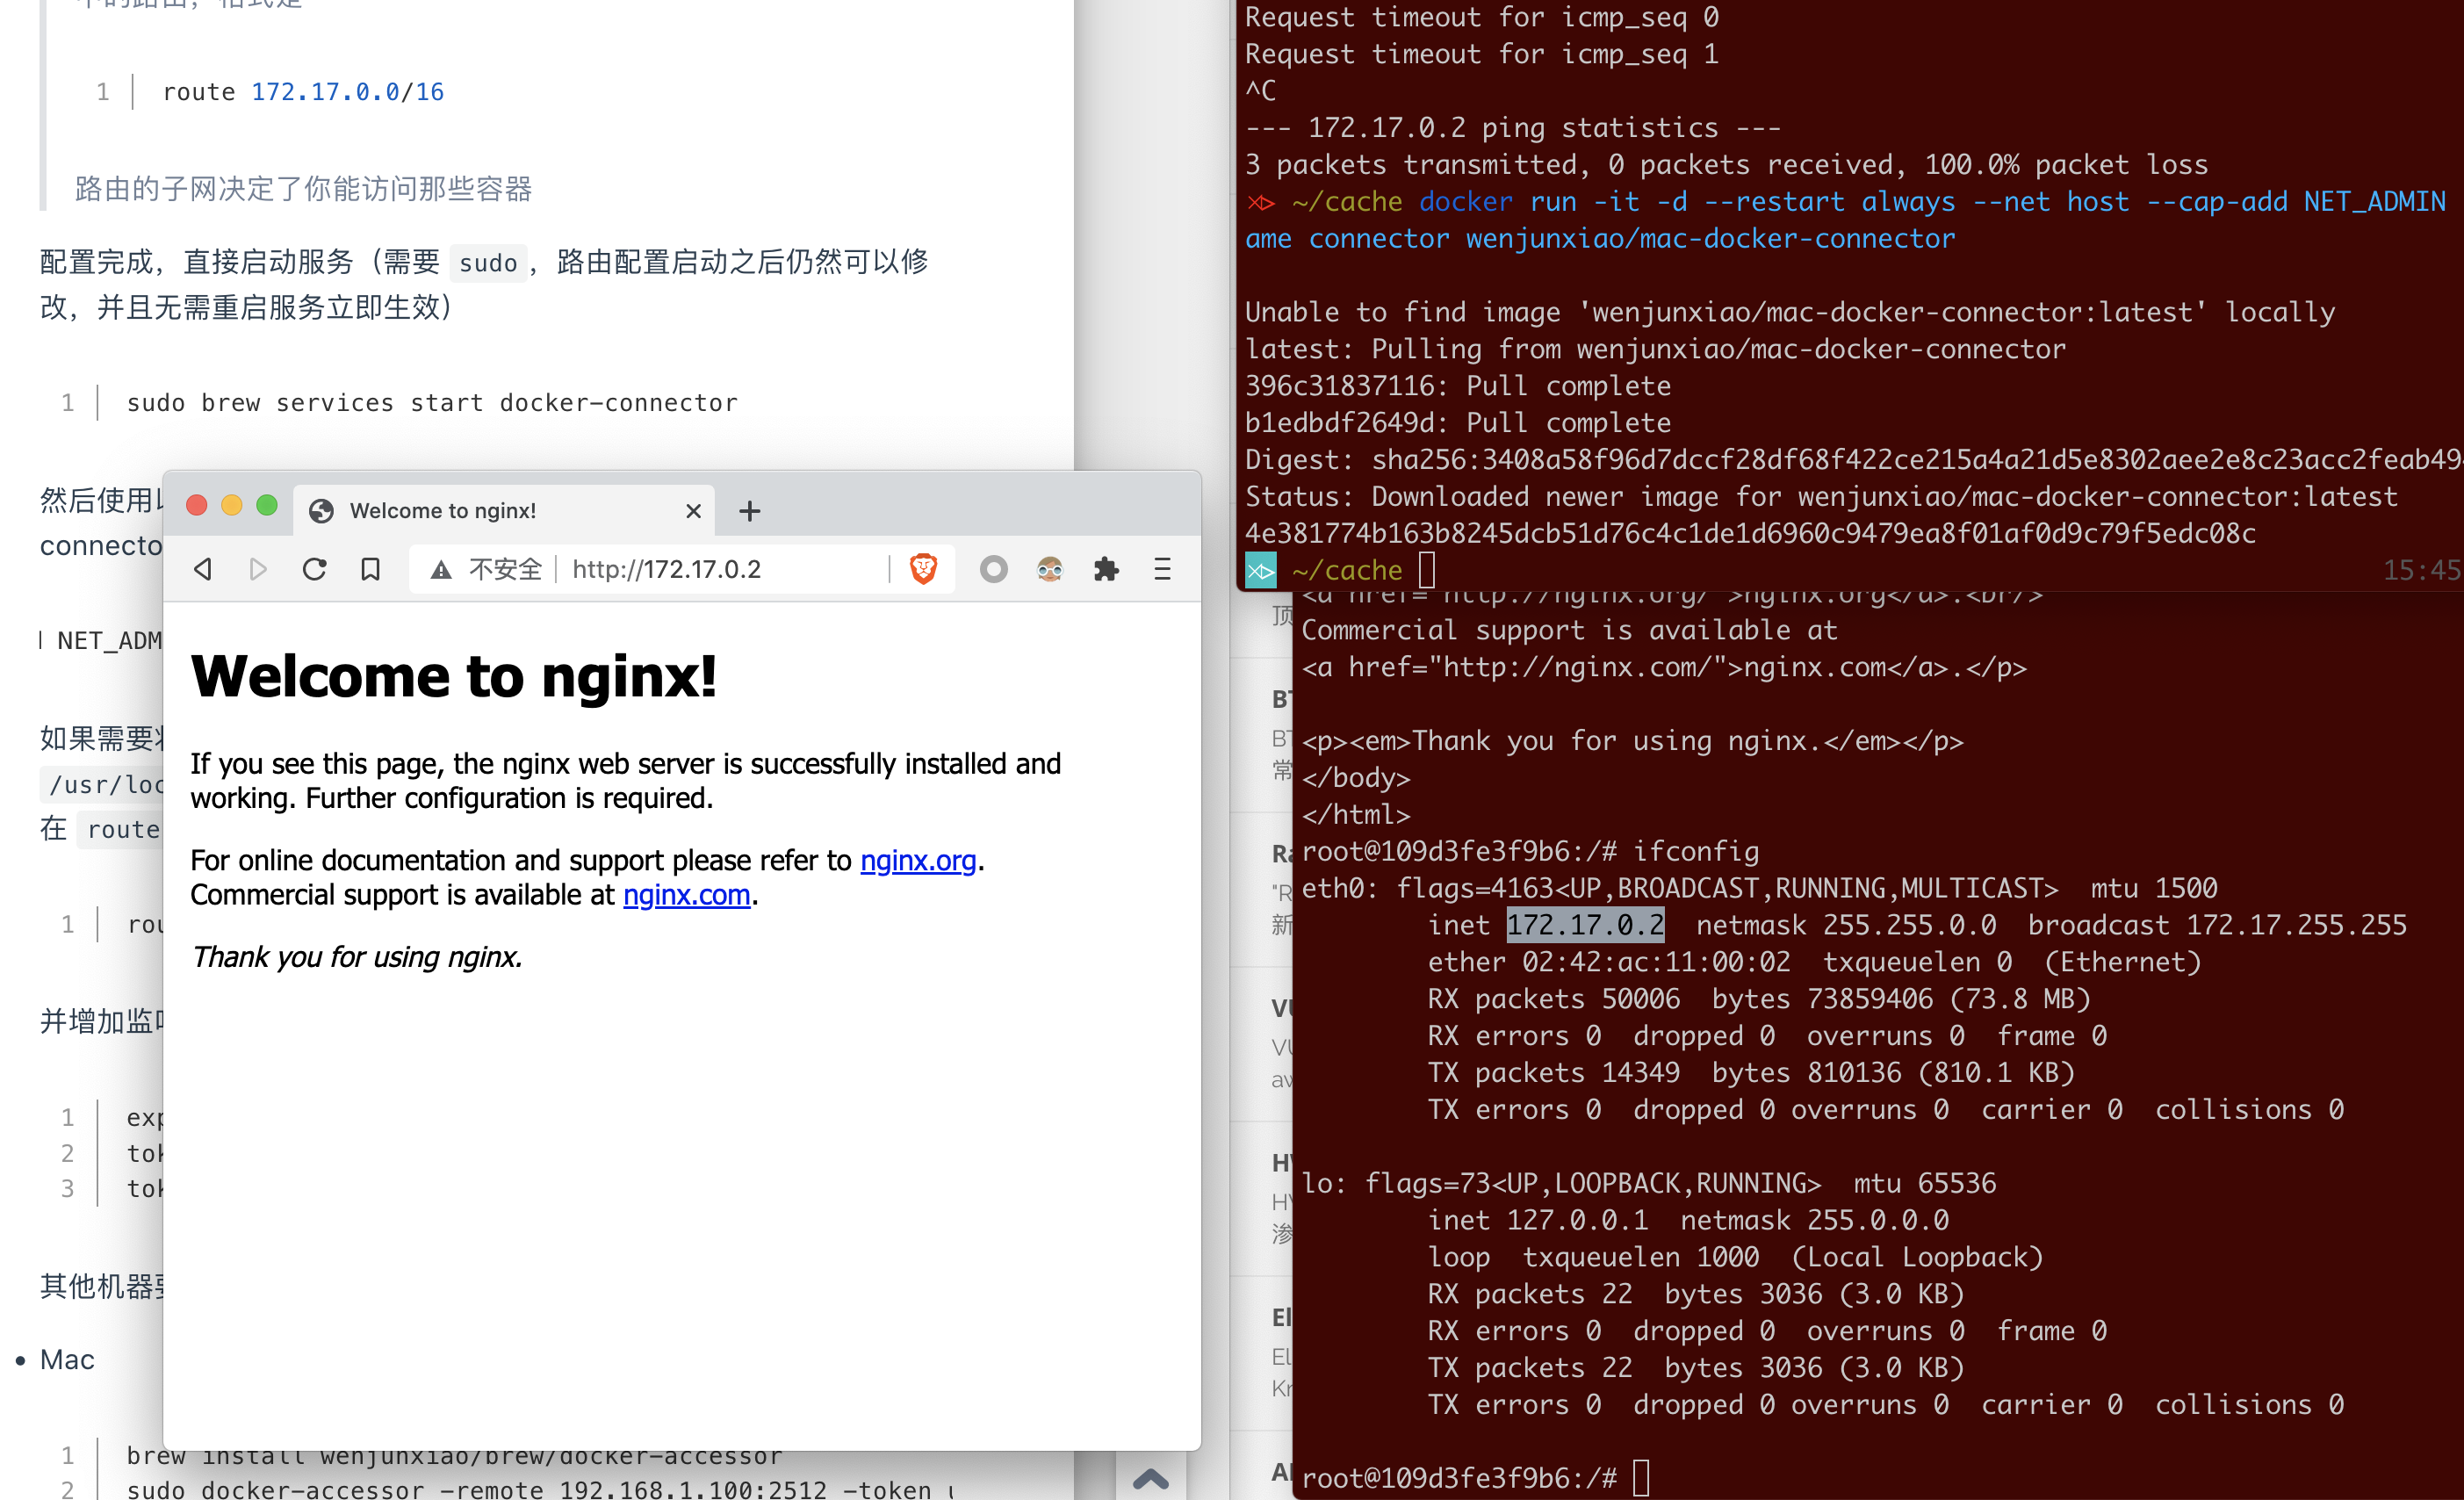 route 172.17.0.0/16
1
路由的子网决定了你能访问那些容器
配置完成，直接启动服务（需要 sudo，路由配置启动之后仍然可以修
改，并且无需重启服务立即生效）
1 sudo brew services start docker-connector
然后使用
connecto
NET_ADM
如果需要
/usr/loc
在 route
1 rou
并增加监
1 exp
2 tok
3 tok
其他机器
• Mac
1 brew install wenjunxiao/brew/docker-accessor
2 sudo docker-accessor -remote 192.168.1.100:2512 -token
Welcome to nginx!
不安全 http://172.17.0.2
Welcome to nginx!
If you see this page, the nginx web server is successfully installed and
working. Further configuration is required.
For online documentation and support please refer to nginx.org.
Commercial support is available at nginx.com.
Thank you for using nginx.
Request timeout for icmp_seq 0
Request timeout for icmp_seq 1
^C
--- 172.17.0.2 ping statistics ---
3 packets transmitted, 0 packets received, 100.0% packet loss
~/cache docker run -it -d --restart always --net host --cap-add NET_ADMIN
ame connector wenjunxiao/mac-docker-connector
Unable to find image 'wenjunxiao/mac-docker-connector:latest' locally
latest: Pulling from wenjunxiao/mac-docker-connector
396c31837116: Pull complete
b1edbdf2649d: Pull complete
Digest: sha256:3408a58f96d7dccf28df68f422ce215a4a21d5e8302aee2e8c23acc2feab49
Status: Downloaded newer image for wenjunxiao/mac-docker-connector:latest
4e381774b163b8245dcb51d76c4c1de1d6960c9479ea8f01af0d9c79f5edc08c
~/cache
15:45
<a href="http://nginx.org/">nginx.org</a>.<br/>
Commercial support is available at
<a href="http://nginx.com/">nginx.com</a>.</p>
<p><em>Thank you for using nginx.</em></p>
</body>
</html>
root@109d3fe3f9b6:/# ifconfig
eth0: flags=4163<UP,BROADCAST,RUNNING,MULTICAST> mtu 1500
inet 172.17.0.2 netmask 255.255.0.0 broadcast 172.17.255.255
ether 02:42:ac:11:00:02 txqueuelen 0 (Ethernet)
RX packets 50006 bytes 73859406 (73.8 MB)
RX errors 0 dropped 0 overruns 0 frame 0
TX packets 14349 bytes 810136 (810.1 KB)
TX errors 0 dropped 0 overruns 0 carrier 0 collisions 0
lo: flags=73<UP,LOOPBACK,RUNNING> mtu 65536
inet 127.0.0.1 netmask 255.0.0.0
loop txqueuelen 1000 (Local Loopback)
RX packets 22 bytes 3036 (3.0 KB)
RX errors 0 dropped 0 overruns 0 frame 0
TX packets 22 bytes 3036 (3.0 KB)
TX errors 0 dropped 0 overruns 0 carrier 0 collisions 0
root@109d3fe3f9b6:/#